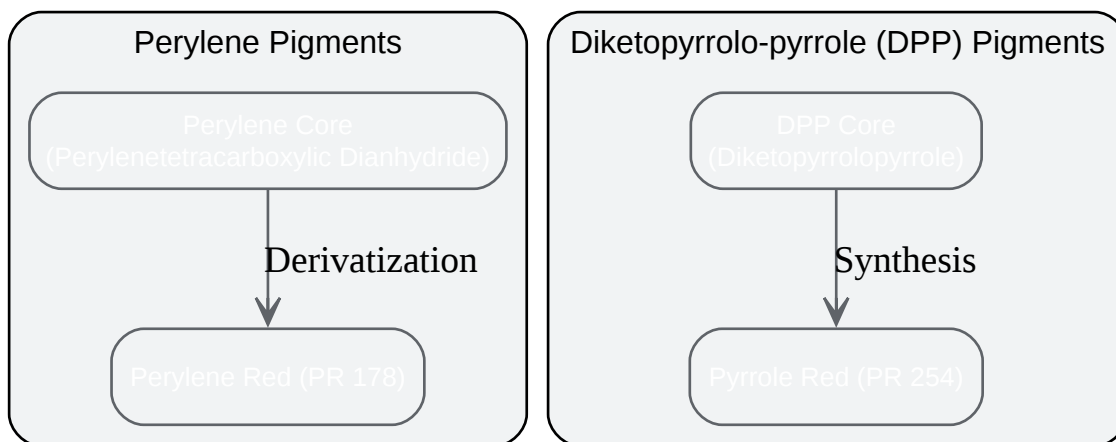 Perylene Pigments
Perylene Core
(Perylenetetracarboxylic Dianhydride)
Derivatization
Perylene Red (PR 178)
Diketopyrrolo-pyrrole (DPP) Pigments
DPP Core
(Diketopyrrolopyrrole)
Synthesis
Pyrrole Red (PR 254)